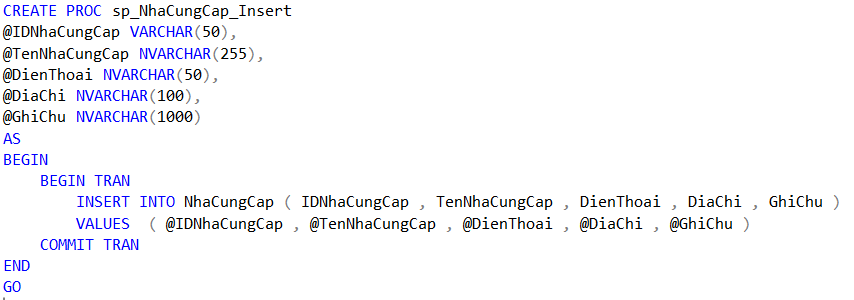 CREATE PROC sp_NhaCungCap_Insert
@IDNhaCungCap VARCHAR(50),
@TenNhaCungCap NVARCHAR(255),
@DienThoai NVARCHAR(50),
@DiaChi NVARCHAR(100),
@GhiChu NVARCHAR(1000)
AS
BEGIN
    BEGIN TRAN
        INSERT INTO NhaCungCap ( IDNhaCungCap , TenNhaCungCap , DienThoai , DiaChi , GhiChu )
        VALUES  ( @IDNhaCungCap , @TenNhaCungCap , @DienThoai , @DiaChi , @GhiChu )
    COMMIT TRAN
END
GO